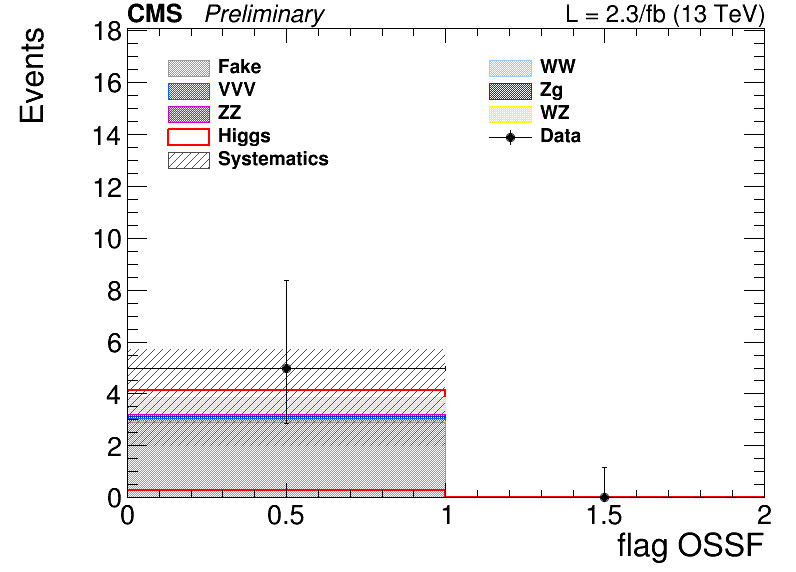 CMS Preliminary L = 2.3/fb (13 TeV)
Events
18
16
14
12
10
8
6
4
2
0
Fake
VVV
ZZ
Higgs
Systematics
WW
Zg
WZ
Data
0 0.5 1 1.5 2
flag OSSF